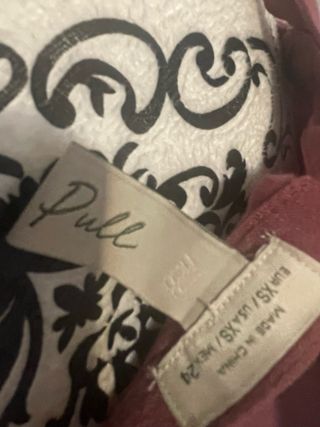 Pull
EUR XS / USA XS / MEX 24
MADE IN CHINA